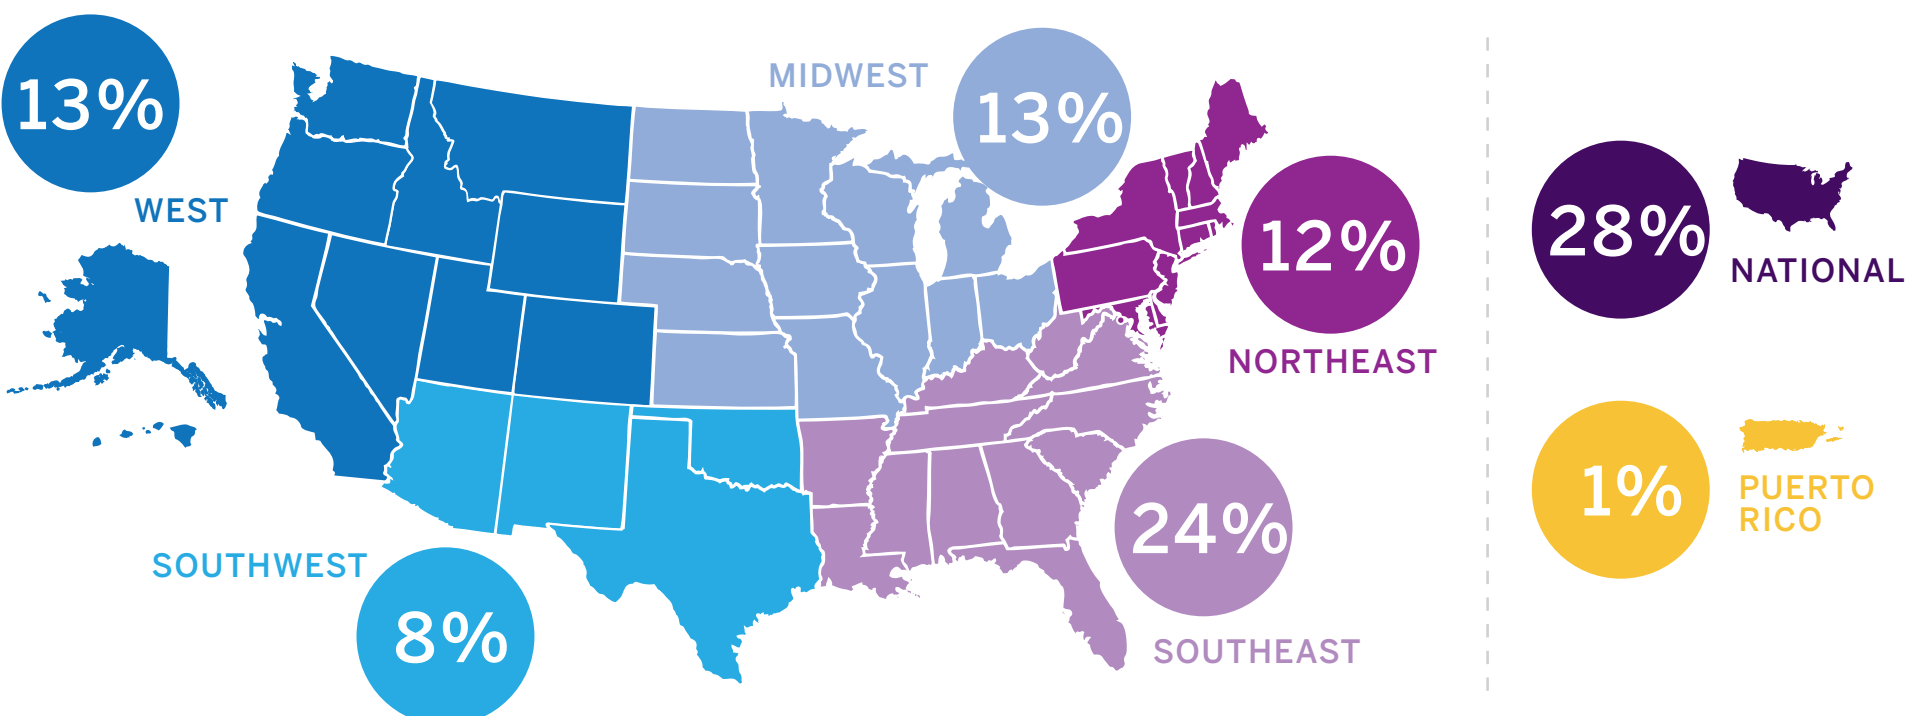 13%
WEST
MIDWEST
13%
12%
NORTHEAST
SOUTHWEST
8%
24%
SOUTHEAST
28%
NATIONAL
1%
PUERTO
RICO